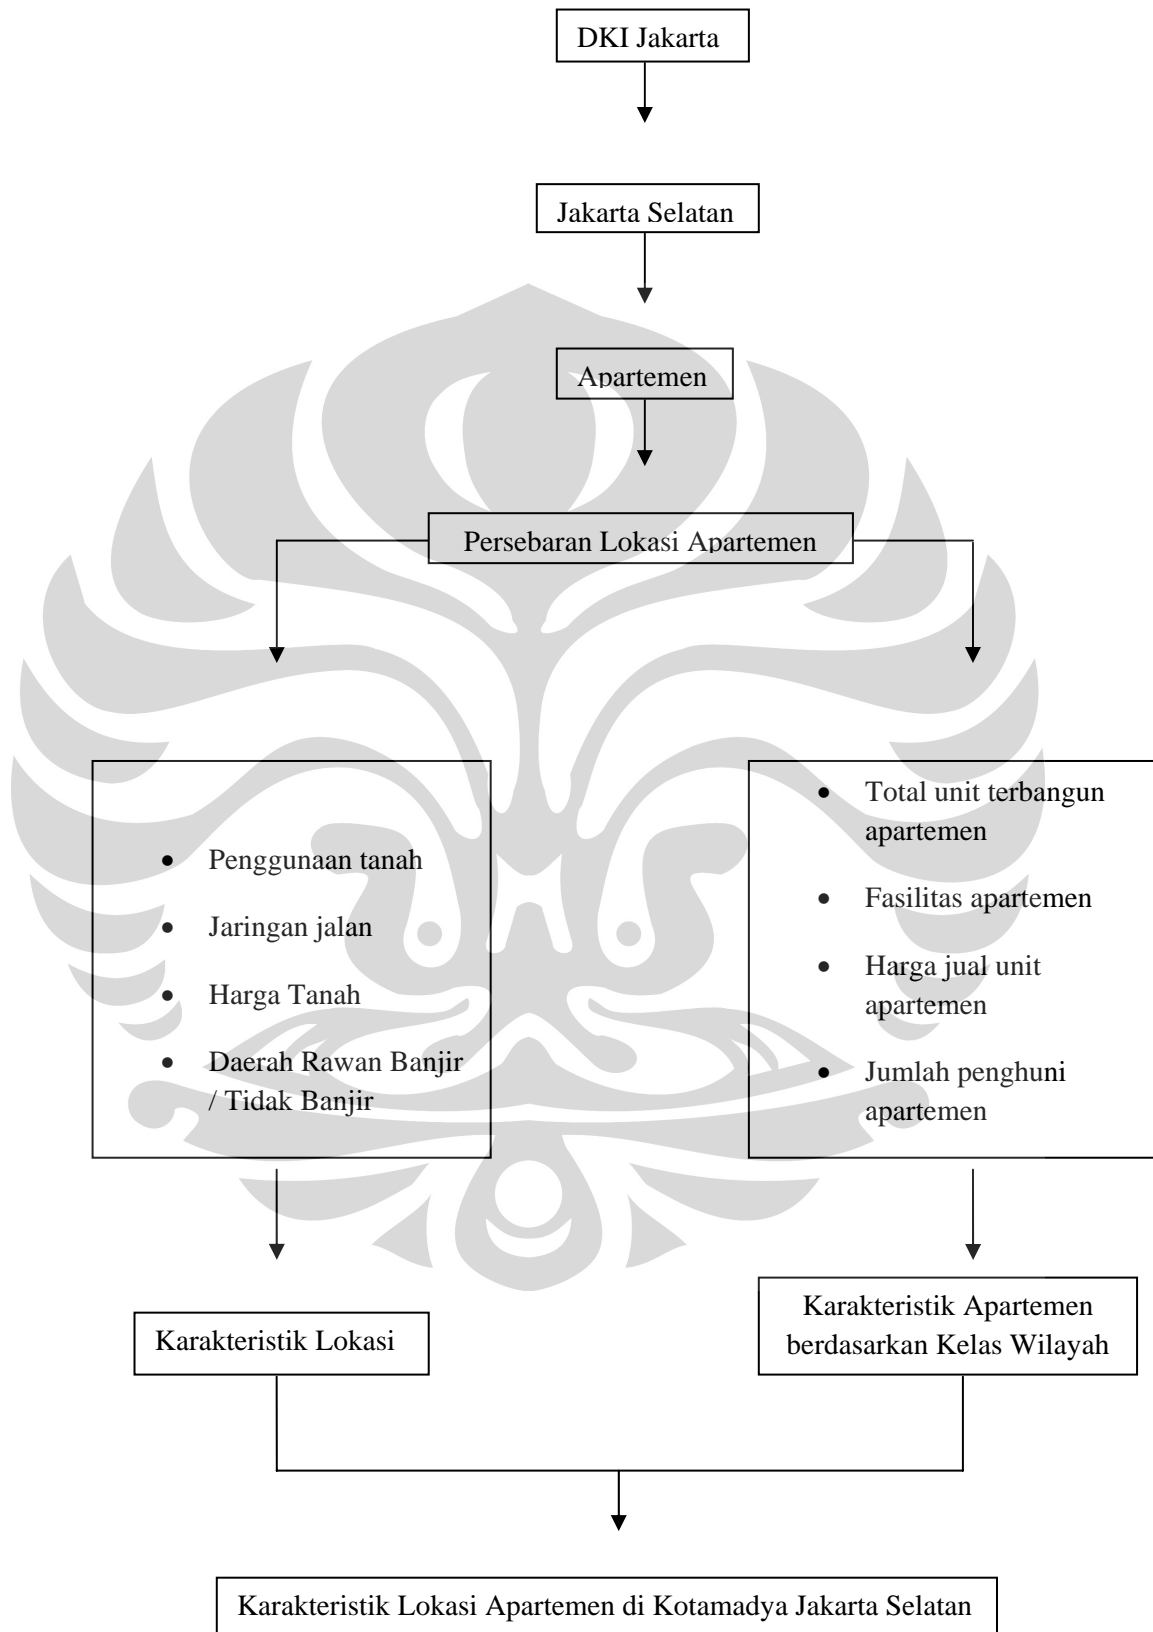 DKI Jakarta
Jakarta Selatan
Apartemen
Persebaran Lokasi Apartemen
• Penggunaan tanah
• Jaringan jalan
• Harga Tanah
• Daerah Rawan Banjir
/ Tidak Banjir
• Total unit terbangun
apartemen
• Fasilitas apartemen
• Harga jual unit
apartemen
• Jumlah penghuni
apartemen
Karakteristik Lokasi
Karakteristik Apartemen
berdasarkan Kelas Wilayah
Karakteristik Lokasi Apartemen di Kotamadya Jakarta Selatan